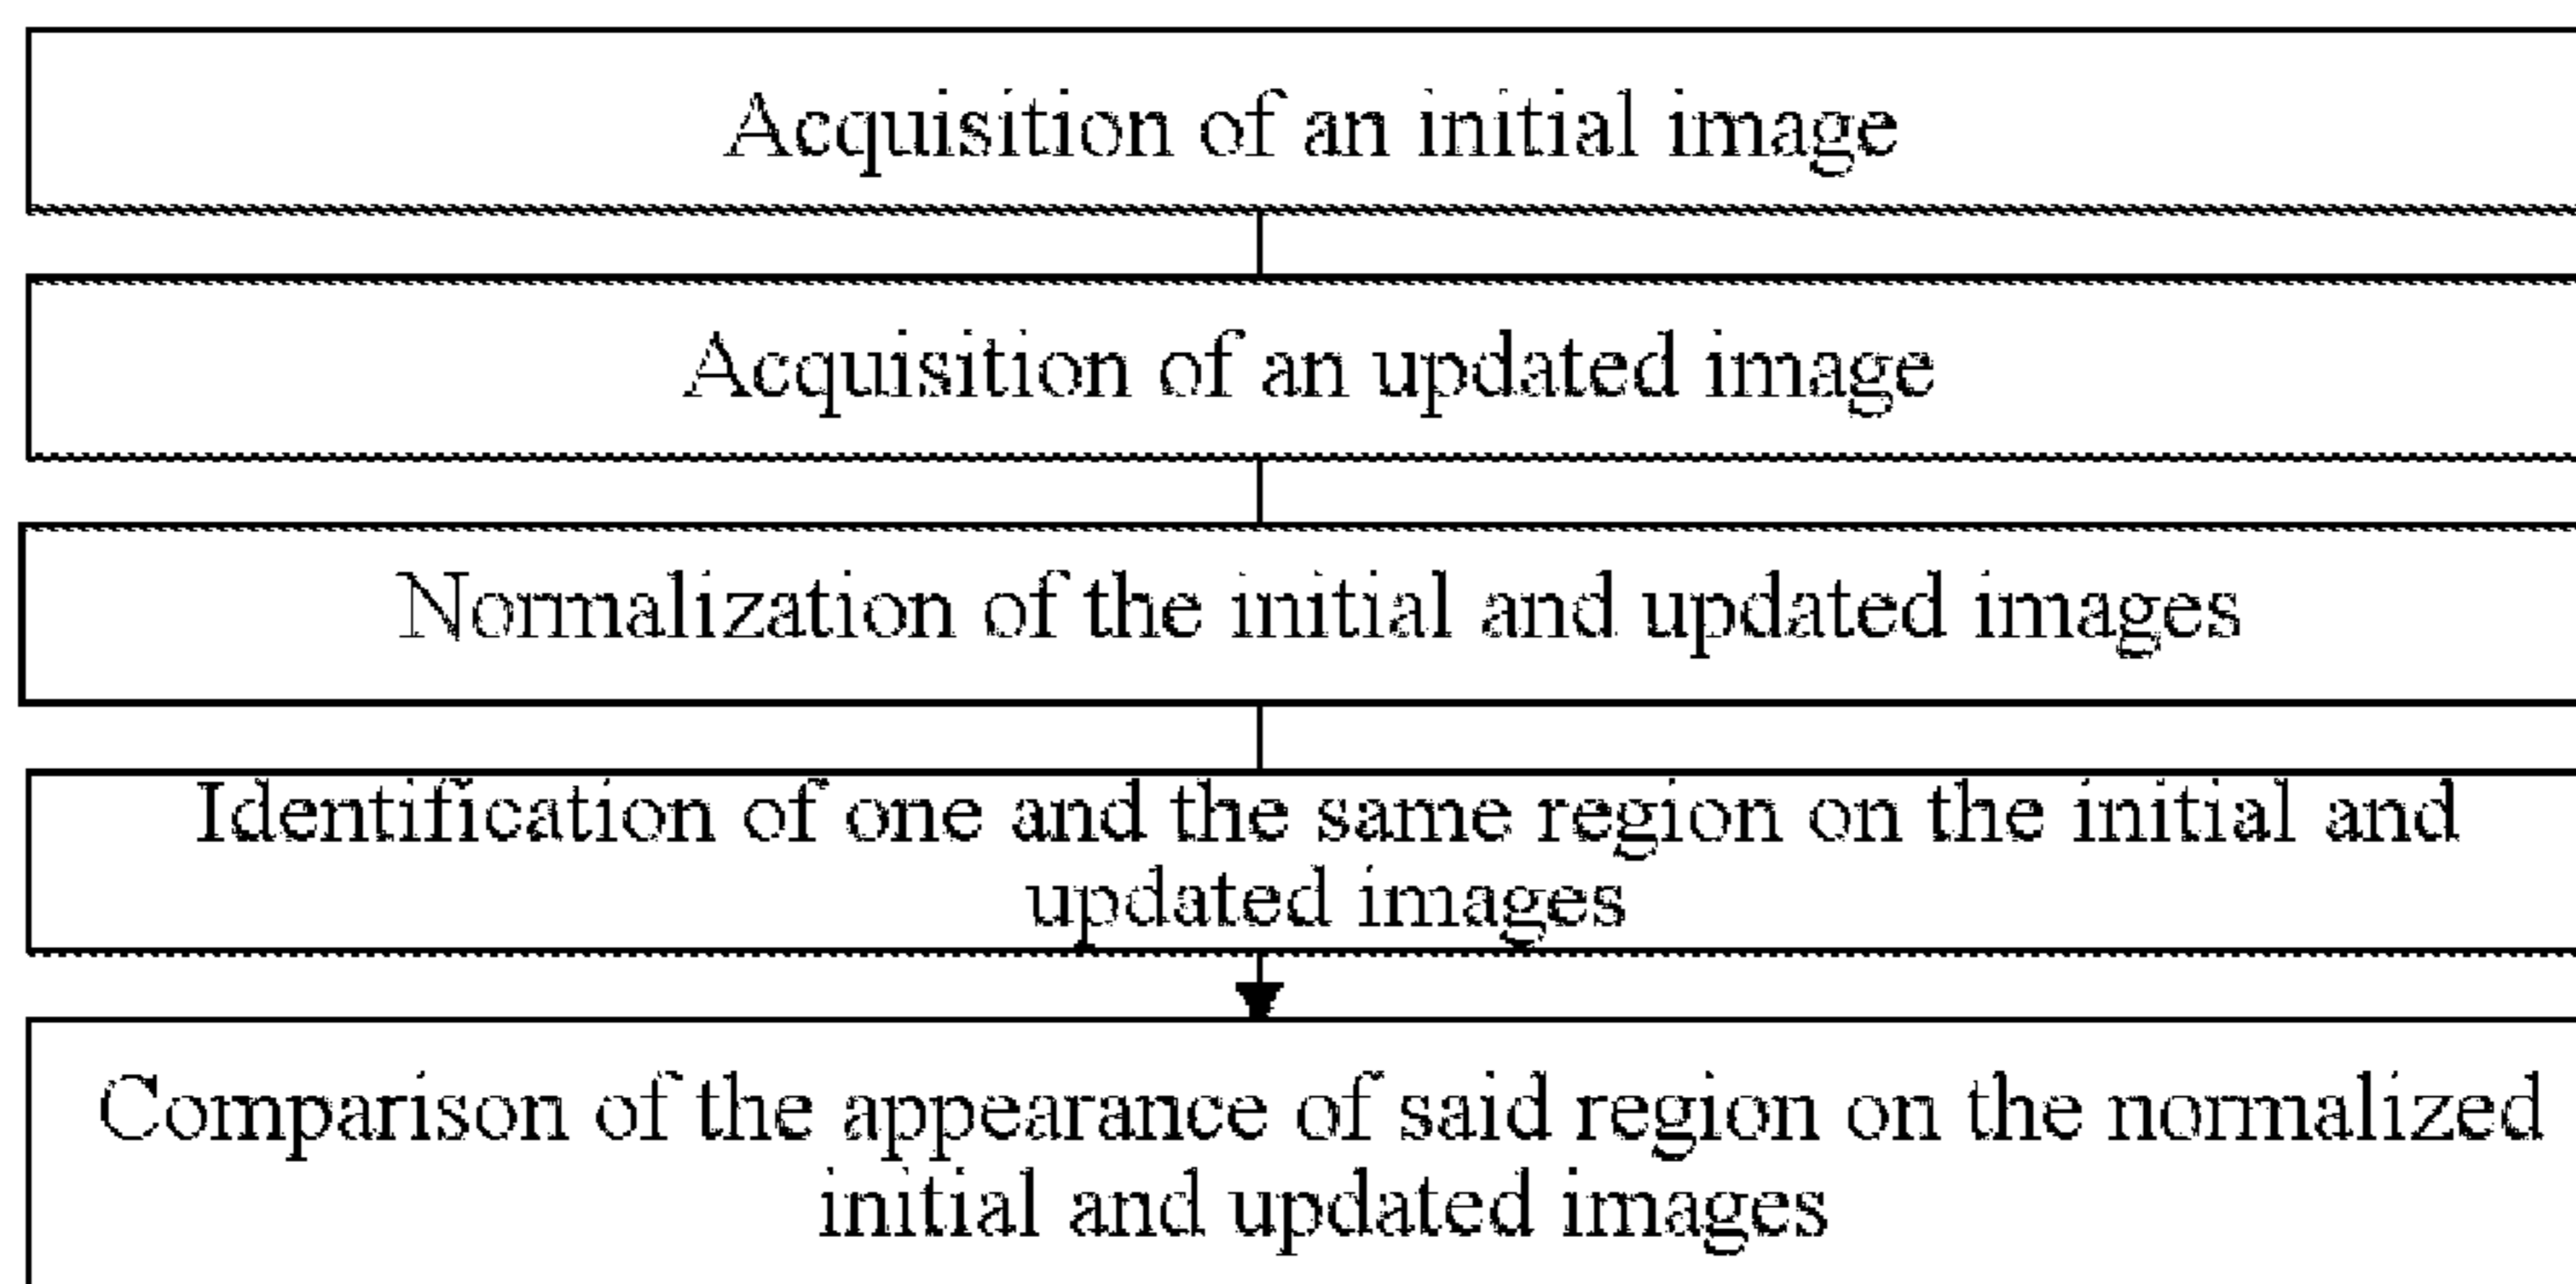 Acquisition of an initial image
Acquisition of an updated image
Normalization of the initial and updated images
Identification of one and the same region on the initial and
updated images
Comparison of the appearance of said region on the normalized
initial and updated images